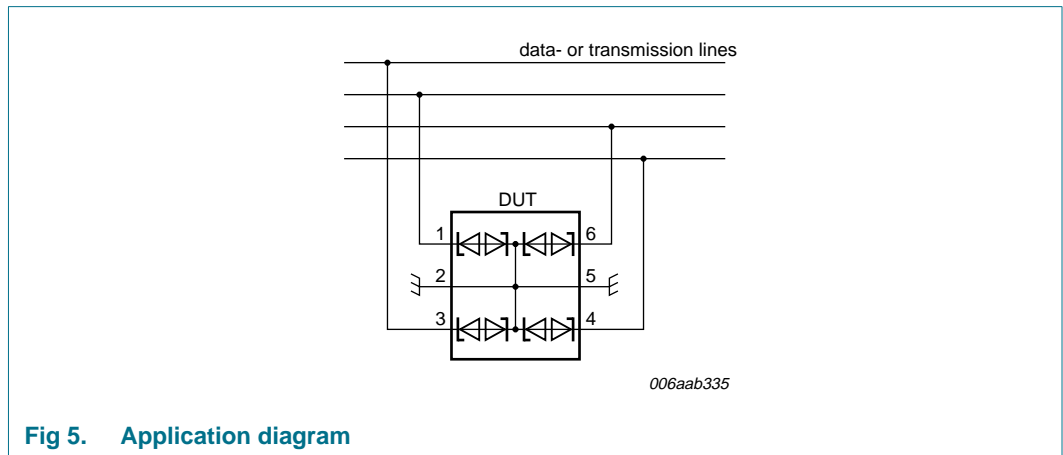 data- or transmission lines
DUT
1 6
2 5
3 4
006aab335
Fig 5. Application diagram